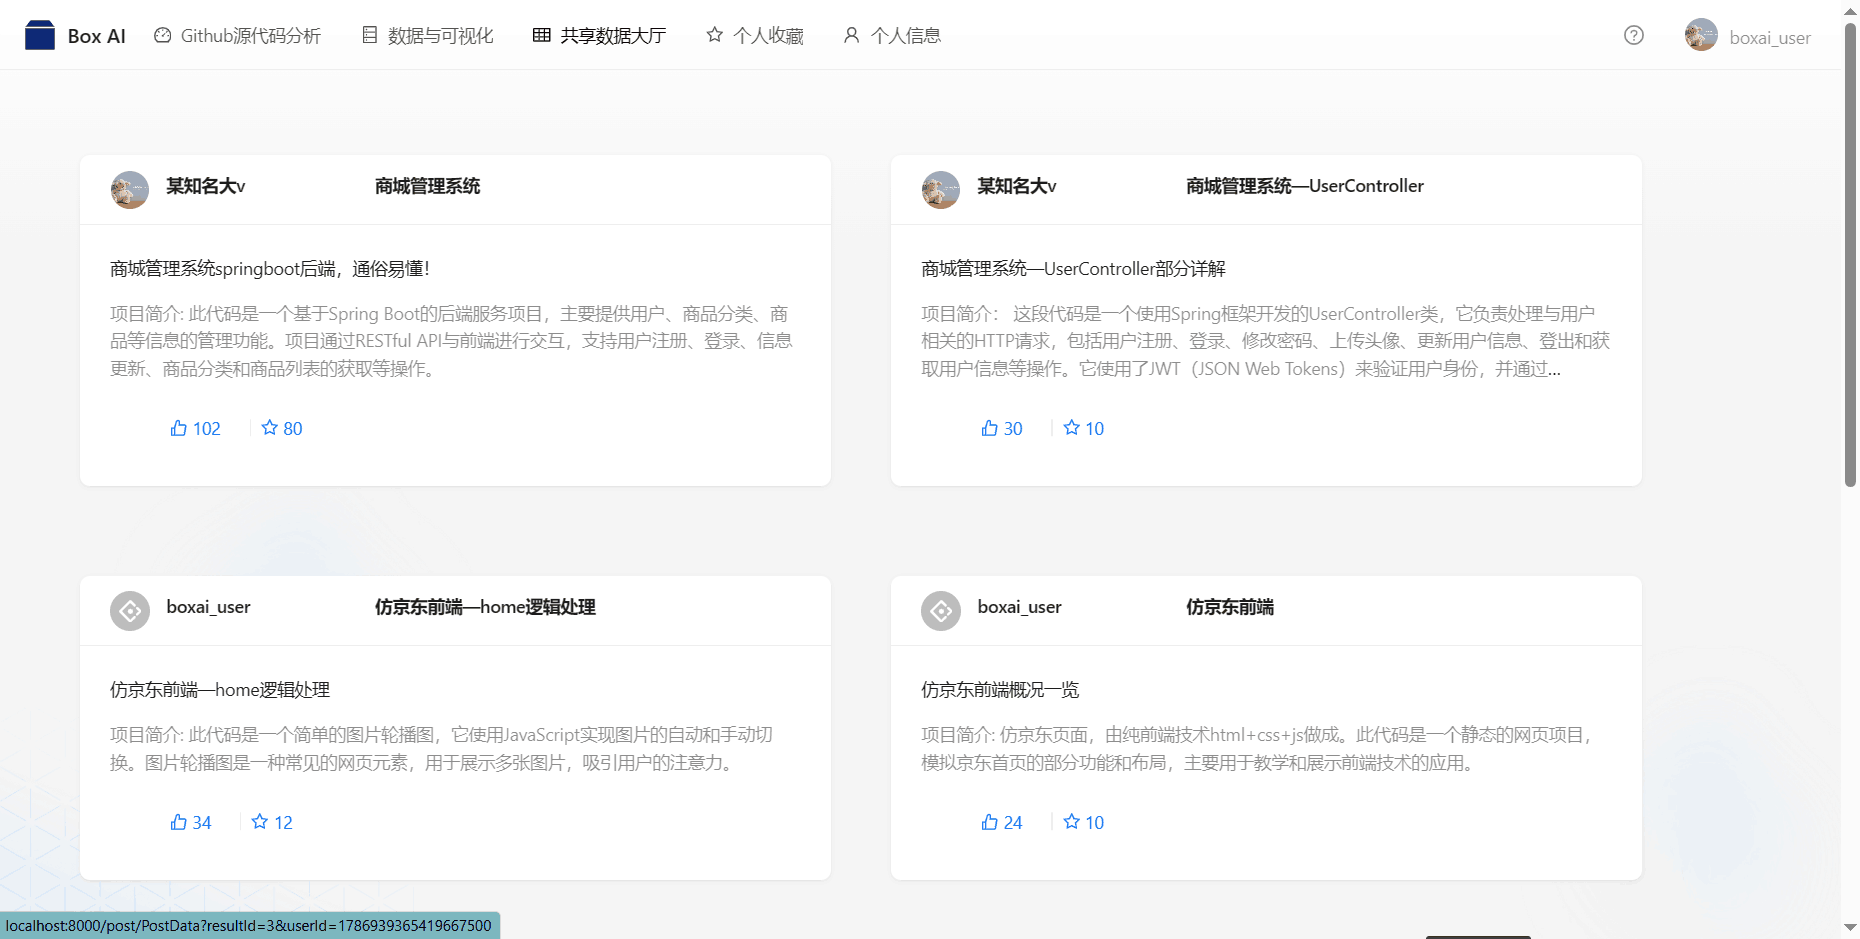 Box AI
Github源代码分析
数据与可视化
共享数据大厅
个人收藏
个人信息
boxai_user
某知名大v
商城管理系统
商城管理系统springboot后端，通俗易懂！
项目简介: 此代码是一个基于Spring Boot的后端服务项目，主要提供用户、商品分类、商
品等信息的管理功能。项目通过RESTful API与前端进行交互，支持用户注册、登录、信息
更新、商品分类和商品列表的获取等操作。
102
80
某知名大v
商城管理系统—UserController
商城管理系统—UserController部分详解
项目简介： 这段代码是一个使用Spring框架开发的UserController类，它负责处理与用户
相关的HTTP请求，包括用户注册、登录、修改密码、上传头像、更新用户信息、登出和获
取用户信息等操作。它使用了JWT（JSON Web Tokens）来验证用户身份，并通过...
30
10
boxai_user
仿京东前端—home逻辑处理
仿京东前端—home逻辑处理
项目简介: 此代码是一个简单的图片轮播图，它使用JavaScript实现图片的自动和手动切
换。图片轮播图是一种常见的网页元素，用于展示多张图片，吸引用户的注意力。
34
12
boxai_user
仿京东前端
仿京东前端概况一览
项目简介: 仿京东页面，由纯前端技术html+css+js做成。此代码是一个静态的网页项目，
模拟京东首页的部分功能和布局，主要用于教学和展示前端技术的应用。
24
10
localhost:8000/post/PostData?resultId=3&userId=1786939365419667500